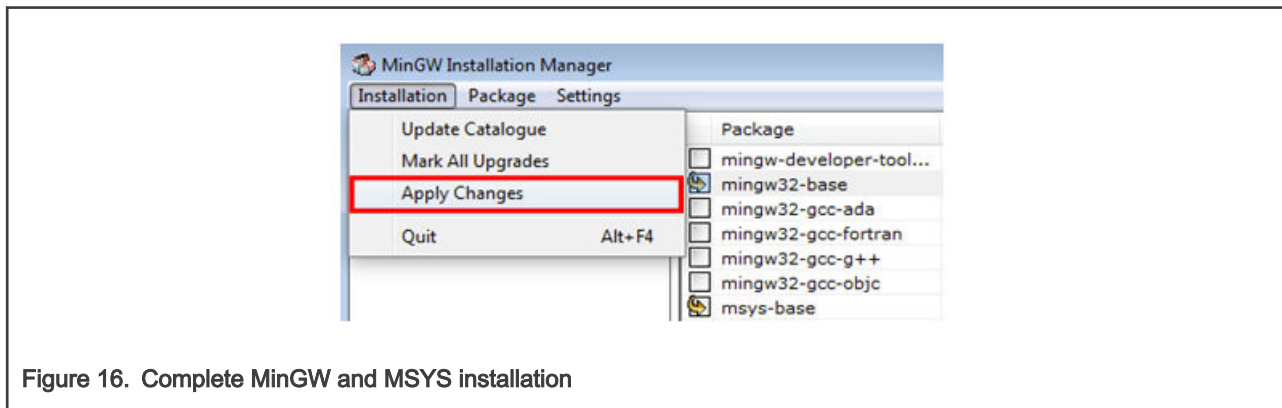 MinGW Installation Manager
Installation Package Settings
Update Catalogue
Mark All Upgrades
Apply Changes
Quit Alt+F4
Package
mingw-developer-tool...
mingw32-base
mingw32-gcc-ada
mingw32-gcc-fortran
mingw32-gcc-g++
mingw32-gcc-objc
msys-base
Figure 16. Complete MinGW and MSYS installation